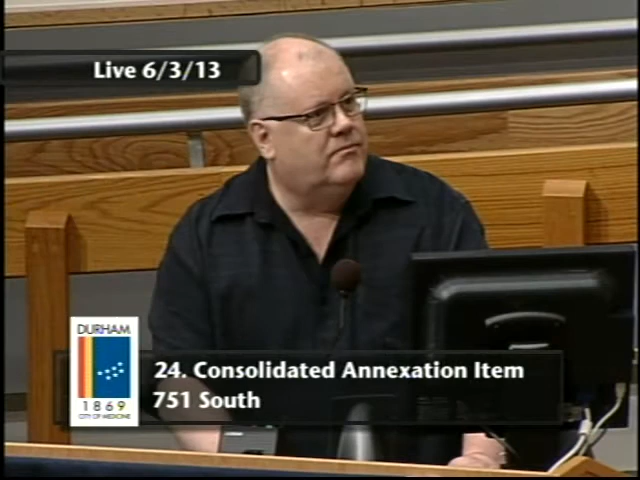 Live 6/3/13
DURHAM
1869
CITY OF MEDICINE
24. Consolidated Annexation Item
751 South